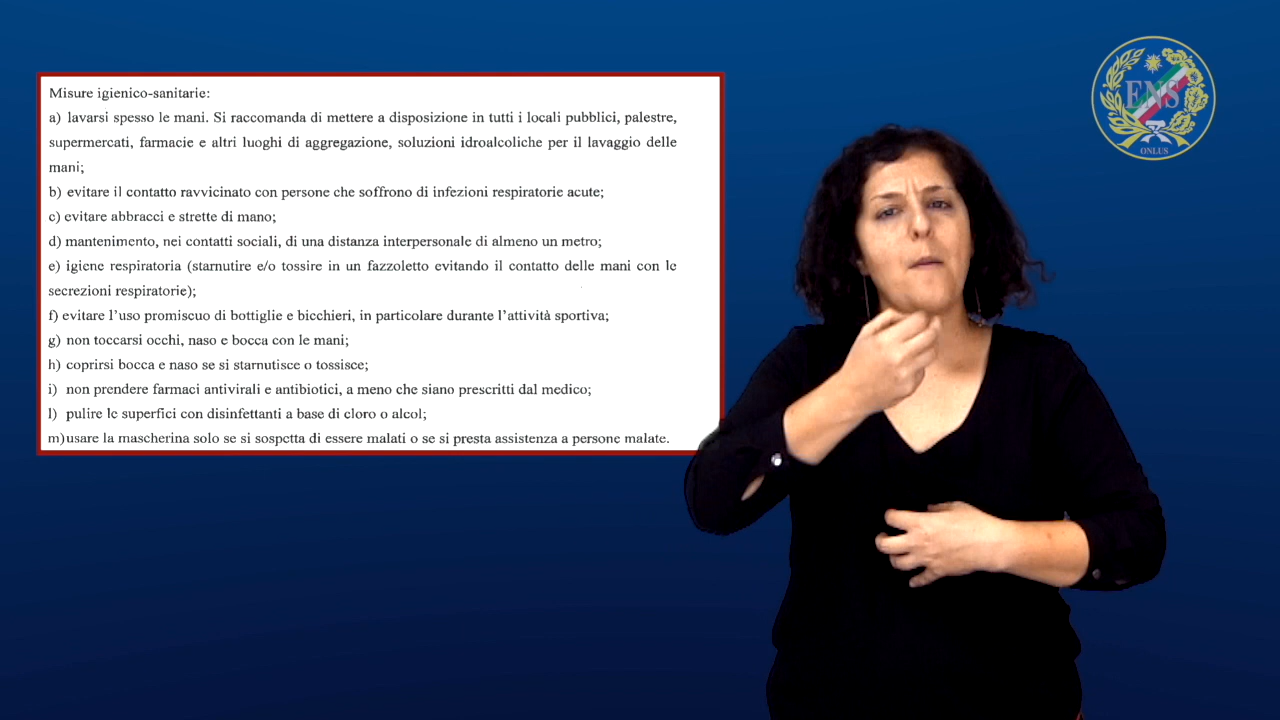 Misure igienico-sanitarie:
a) lavarsi spesso le mani. Si raccomanda di mettere a disposizione in tutti i locali pubblici, palestre,
supermercati, farmacie e altri luoghi di aggregazione, soluzioni idroalcoliche per il lavaggio delle
mani;
b) evitare il contatto ravvicinato con persone che soffrono di infezioni respiratorie acute;
c) evitare abbracci e strette di mano;
d) mantenimento, nei contatti sociali, di una distanza interpersonale di almeno un metro;
e) igiene respiratoria (starnutire e/o tossire in un fazzoletto evitando il contatto delle mani con le
secrezioni respiratorie);
f) evitare l'uso promiscuo di bottiglie e bicchieri, in particolare durante l'attività sportiva;
g) non toccarsi occhi, naso e bocca con le mani;
h) coprirsi bocca e naso se si starnutisce o tossisce;
i) non prendere farmaci antivirali e antibiotici, a meno che siano prescritti dal medico;
l) pulire le superfici con disinfettanti a base di cloro o alcol;
m)usare la mascherina solo se si sospetta di essere malati o se si presta assistenza a persone malate.
ENS
ONLUS